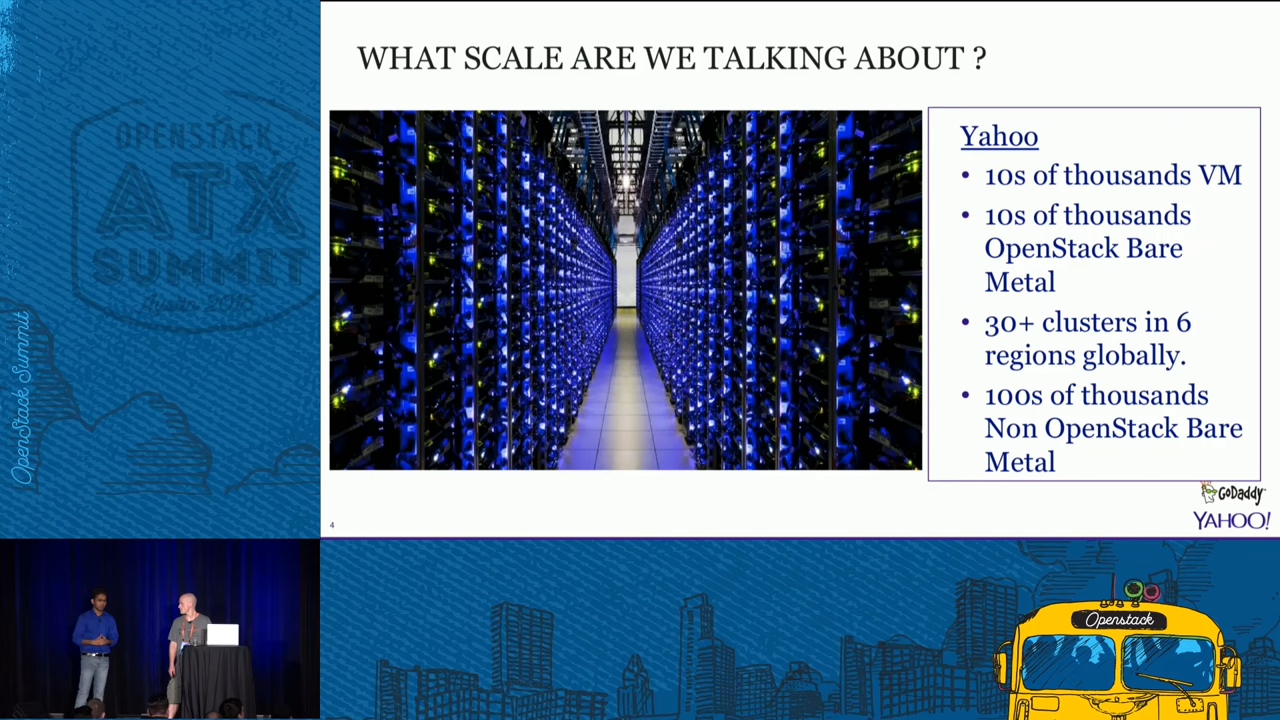 OPENSTACK
ATX
SUMMIT
OpenStack Summit
WHAT SCALE ARE WE TALKING ABOUT ?
Yahoo
• 10s of thousands VM
• 10s of thousands
OpenStack Bare
Metal
• 30+ clusters in 6
regions globally.
• 100s of thousands
Non OpenStack Bare
Metal
GoDaddy
YAHOO!
4
Openstack